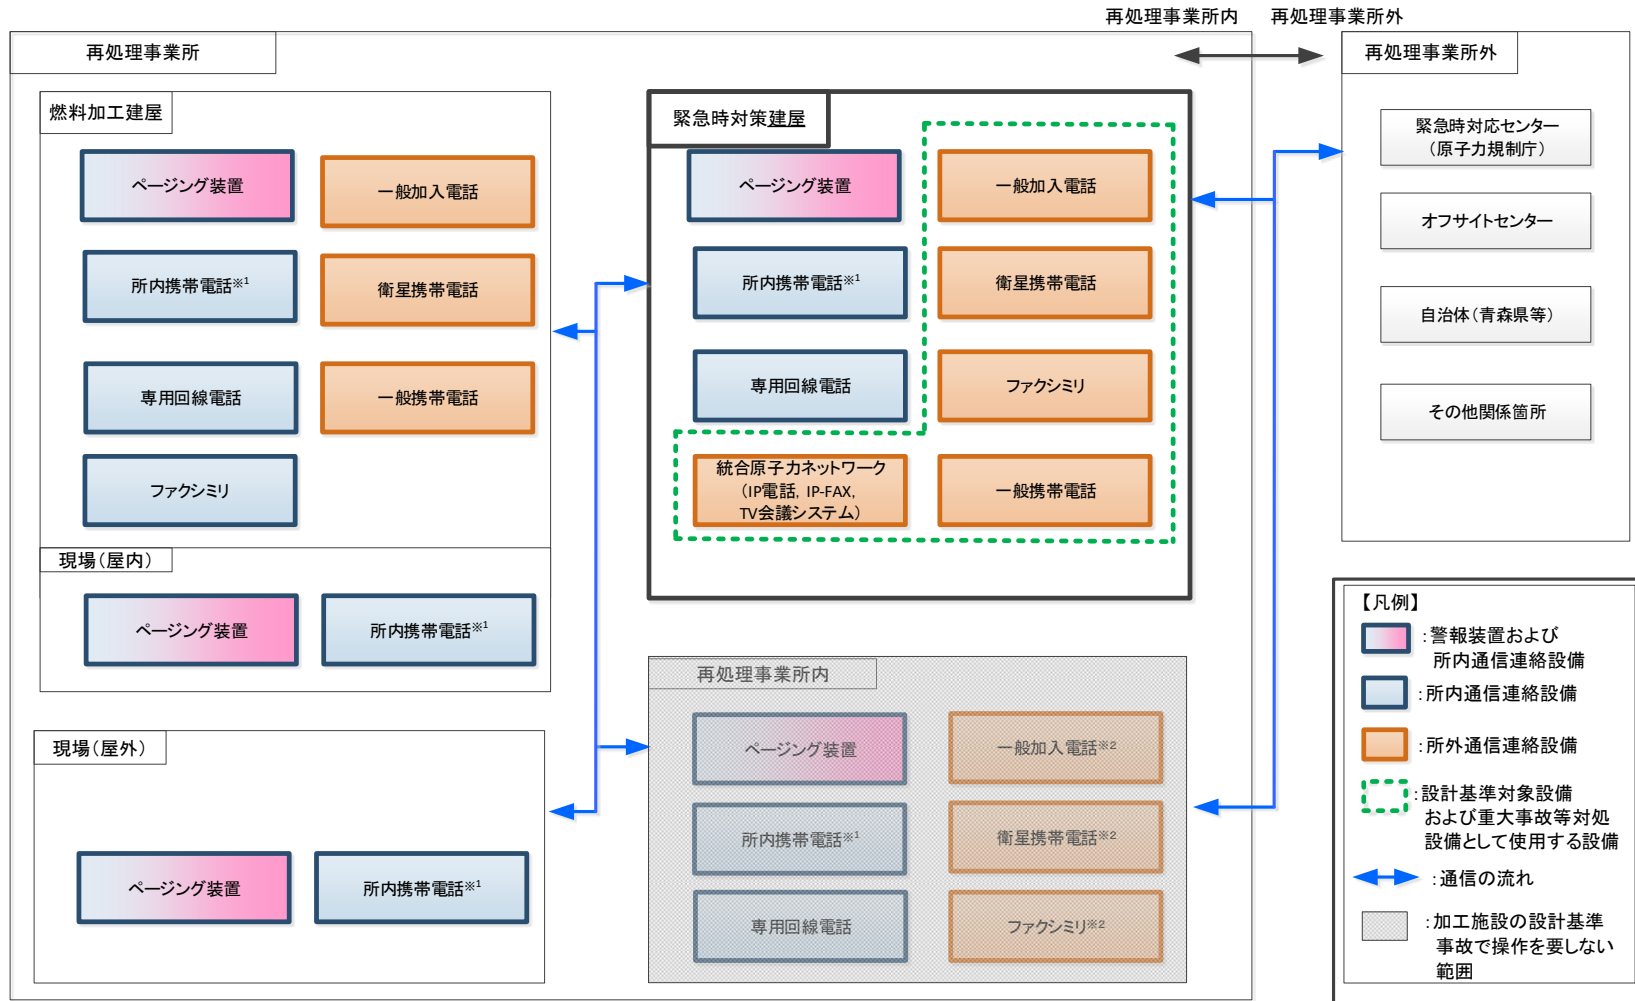 再処理事業所内
再処理事業所外
再処理事業所
燃料加工建屋
ページング装置
一般加入電話
所内携帯電話※1
衛星携帯電話
専用回線電話
一般携帯電話
ファクシミリ
現場(屋内)
ページング装置
所内携帯電話※1
現場(屋外)
ページング装置
所内携帯電話※1
緊急時対策建屋
ページング装置
一般加入電話
所内携帯電話※1
衛星携帯電話
専用回線電話
ファクシミリ
統合原子力ネットワーク
(IP電話, IP-FAX,
TV会議システム)
一般携帯電話
再処理事業所内
ページング装置
一般加入電話※2
所内携帯電話※1
衛星携帯電話※2
専用回線電話
ファクシミリ※2
再処理事業所外
緊急時対応センター
(原子力規制庁)
オフサイトセンター
自治体(青森県等)
その他関係箇所
【凡例】
:警報装置および
所内通信連絡設備
:所内通信連絡設備
:所外通信連絡設備
:設計基準対象設備
および重大事故等対処
設備として使用する設備
:通信の流れ
:加工施設の設計基準
事故で操作を要しない
範囲